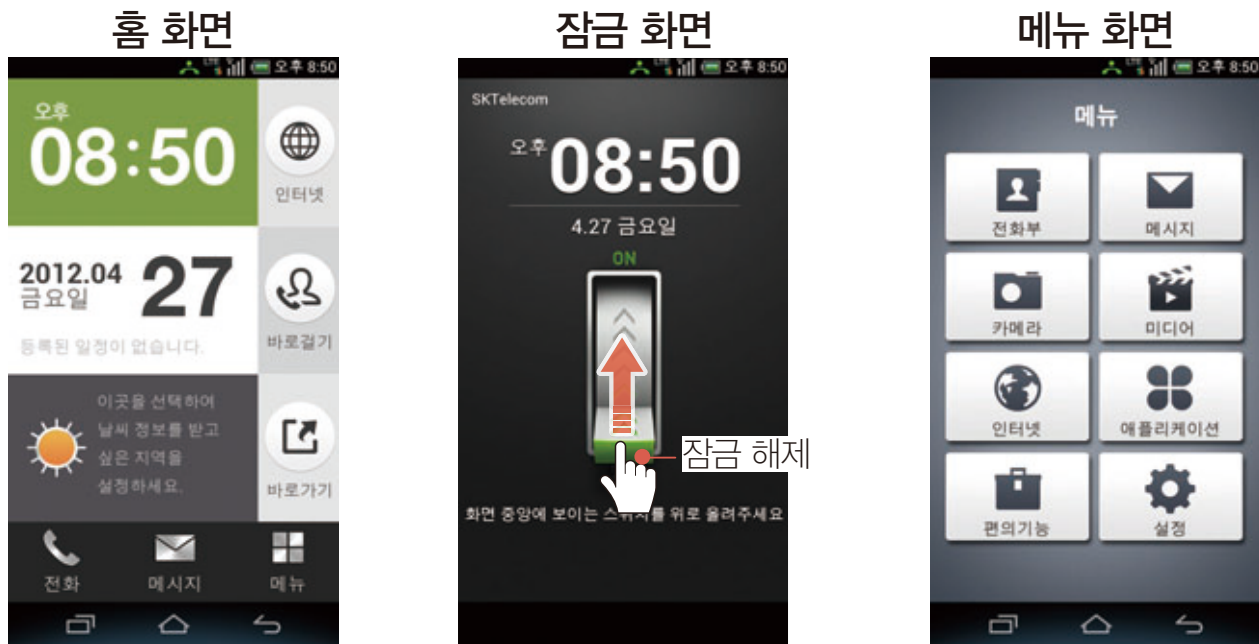 홈 화면
오후 8:50
오후
08:50
인터넷
2012.04
금요일
27
등록된 일정이 없습니다.
바로걸기
이곳을 선택하여
날씨 정보를 받고
싶은 지역을
설정하세요.
바로가기
전화
메시지
메뉴
잠금 화면
LTE
오후 8:50
SKTelecom
오후 08:50
4.27 금요일
ON
잠금 해제
화면 중앙에 보이는 스위치를 위로 올려주세요
메뉴 화면
LTE
오후 8:50
메뉴
전화부
메시지
카메라
미디어
인터넷
애플리케이션
편의기능
설정